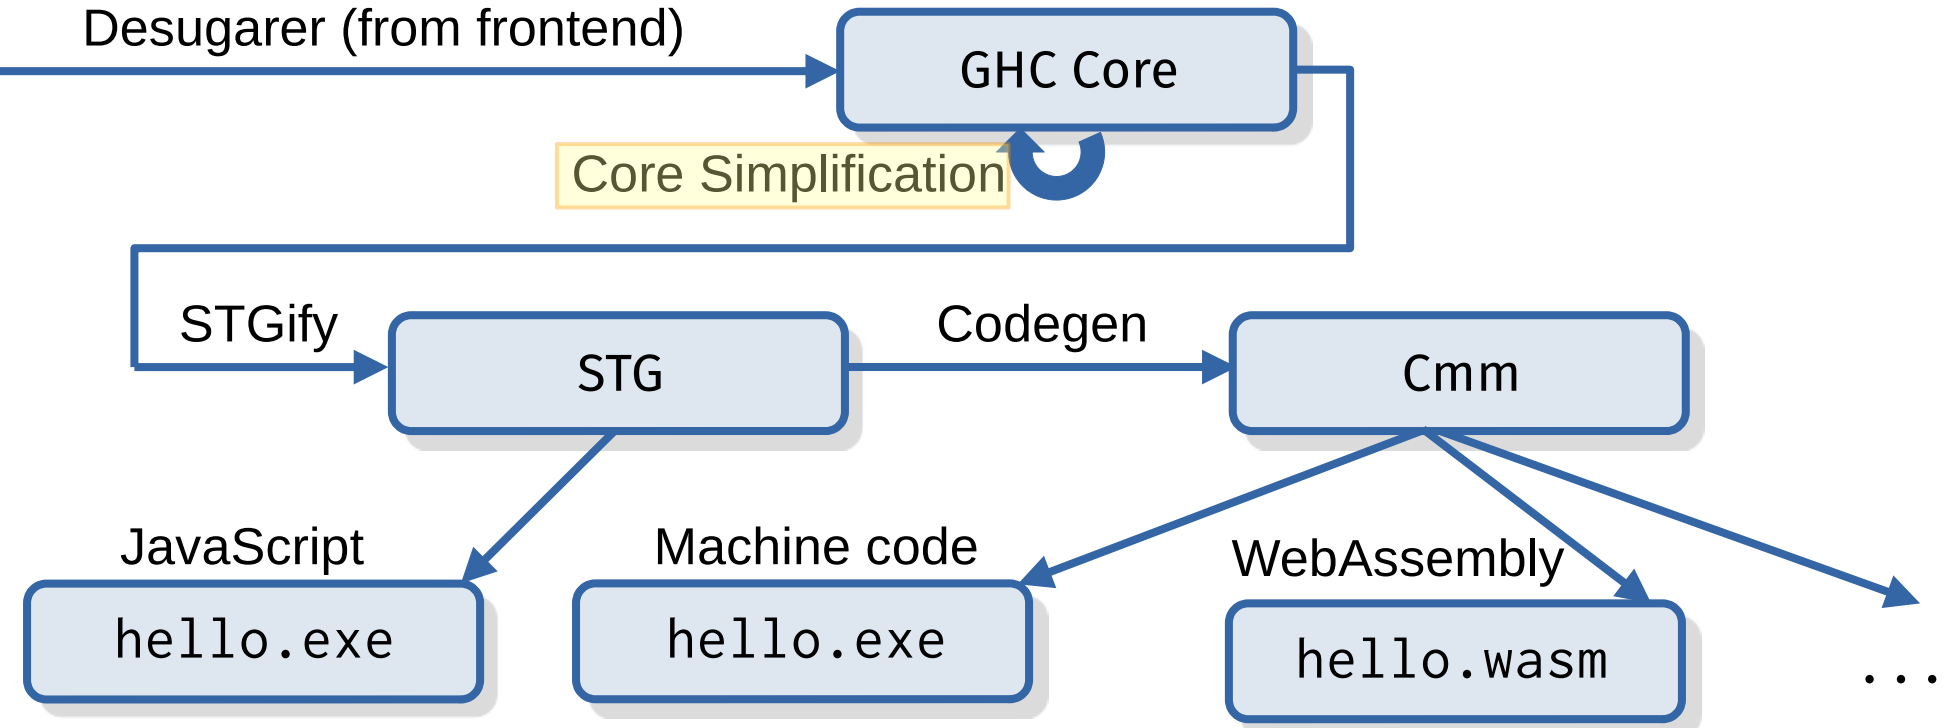 Desugarer (from frontend)
GHC Core
Core Simplification
STGify
STG
Codegen
Cmm
JavaScript
hello.exe
Machine code
hello.exe
WebAssembly
hello.wasm
...